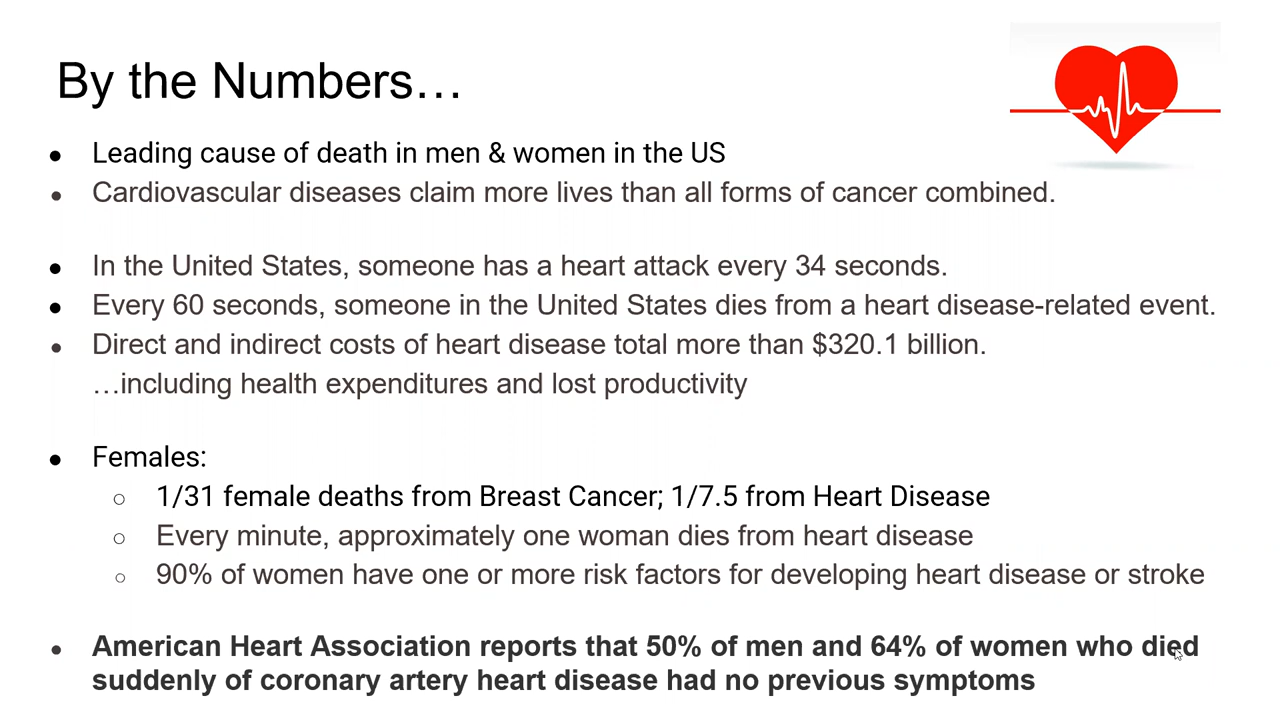 By the Numbers…
● Leading cause of death in men & women in the US
● Cardiovascular diseases claim more lives than all forms of cancer combined.
● In the United States, someone has a heart attack every 34 seconds.
● Every 60 seconds, someone in the United States dies from a heart disease-related event.
● Direct and indirect costs of heart disease total more than $320.1 billion.
…including health expenditures and lost productivity
● Females:
○ 1/31 female deaths from Breast Cancer; 1/7.5 from Heart Disease
○ Every minute, approximately one woman dies from heart disease
○ 90% of women have one or more risk factors for developing heart disease or stroke
● American Heart Association reports that 50% of men and 64% of women who died
suddenly of coronary artery heart disease had no previous symptoms